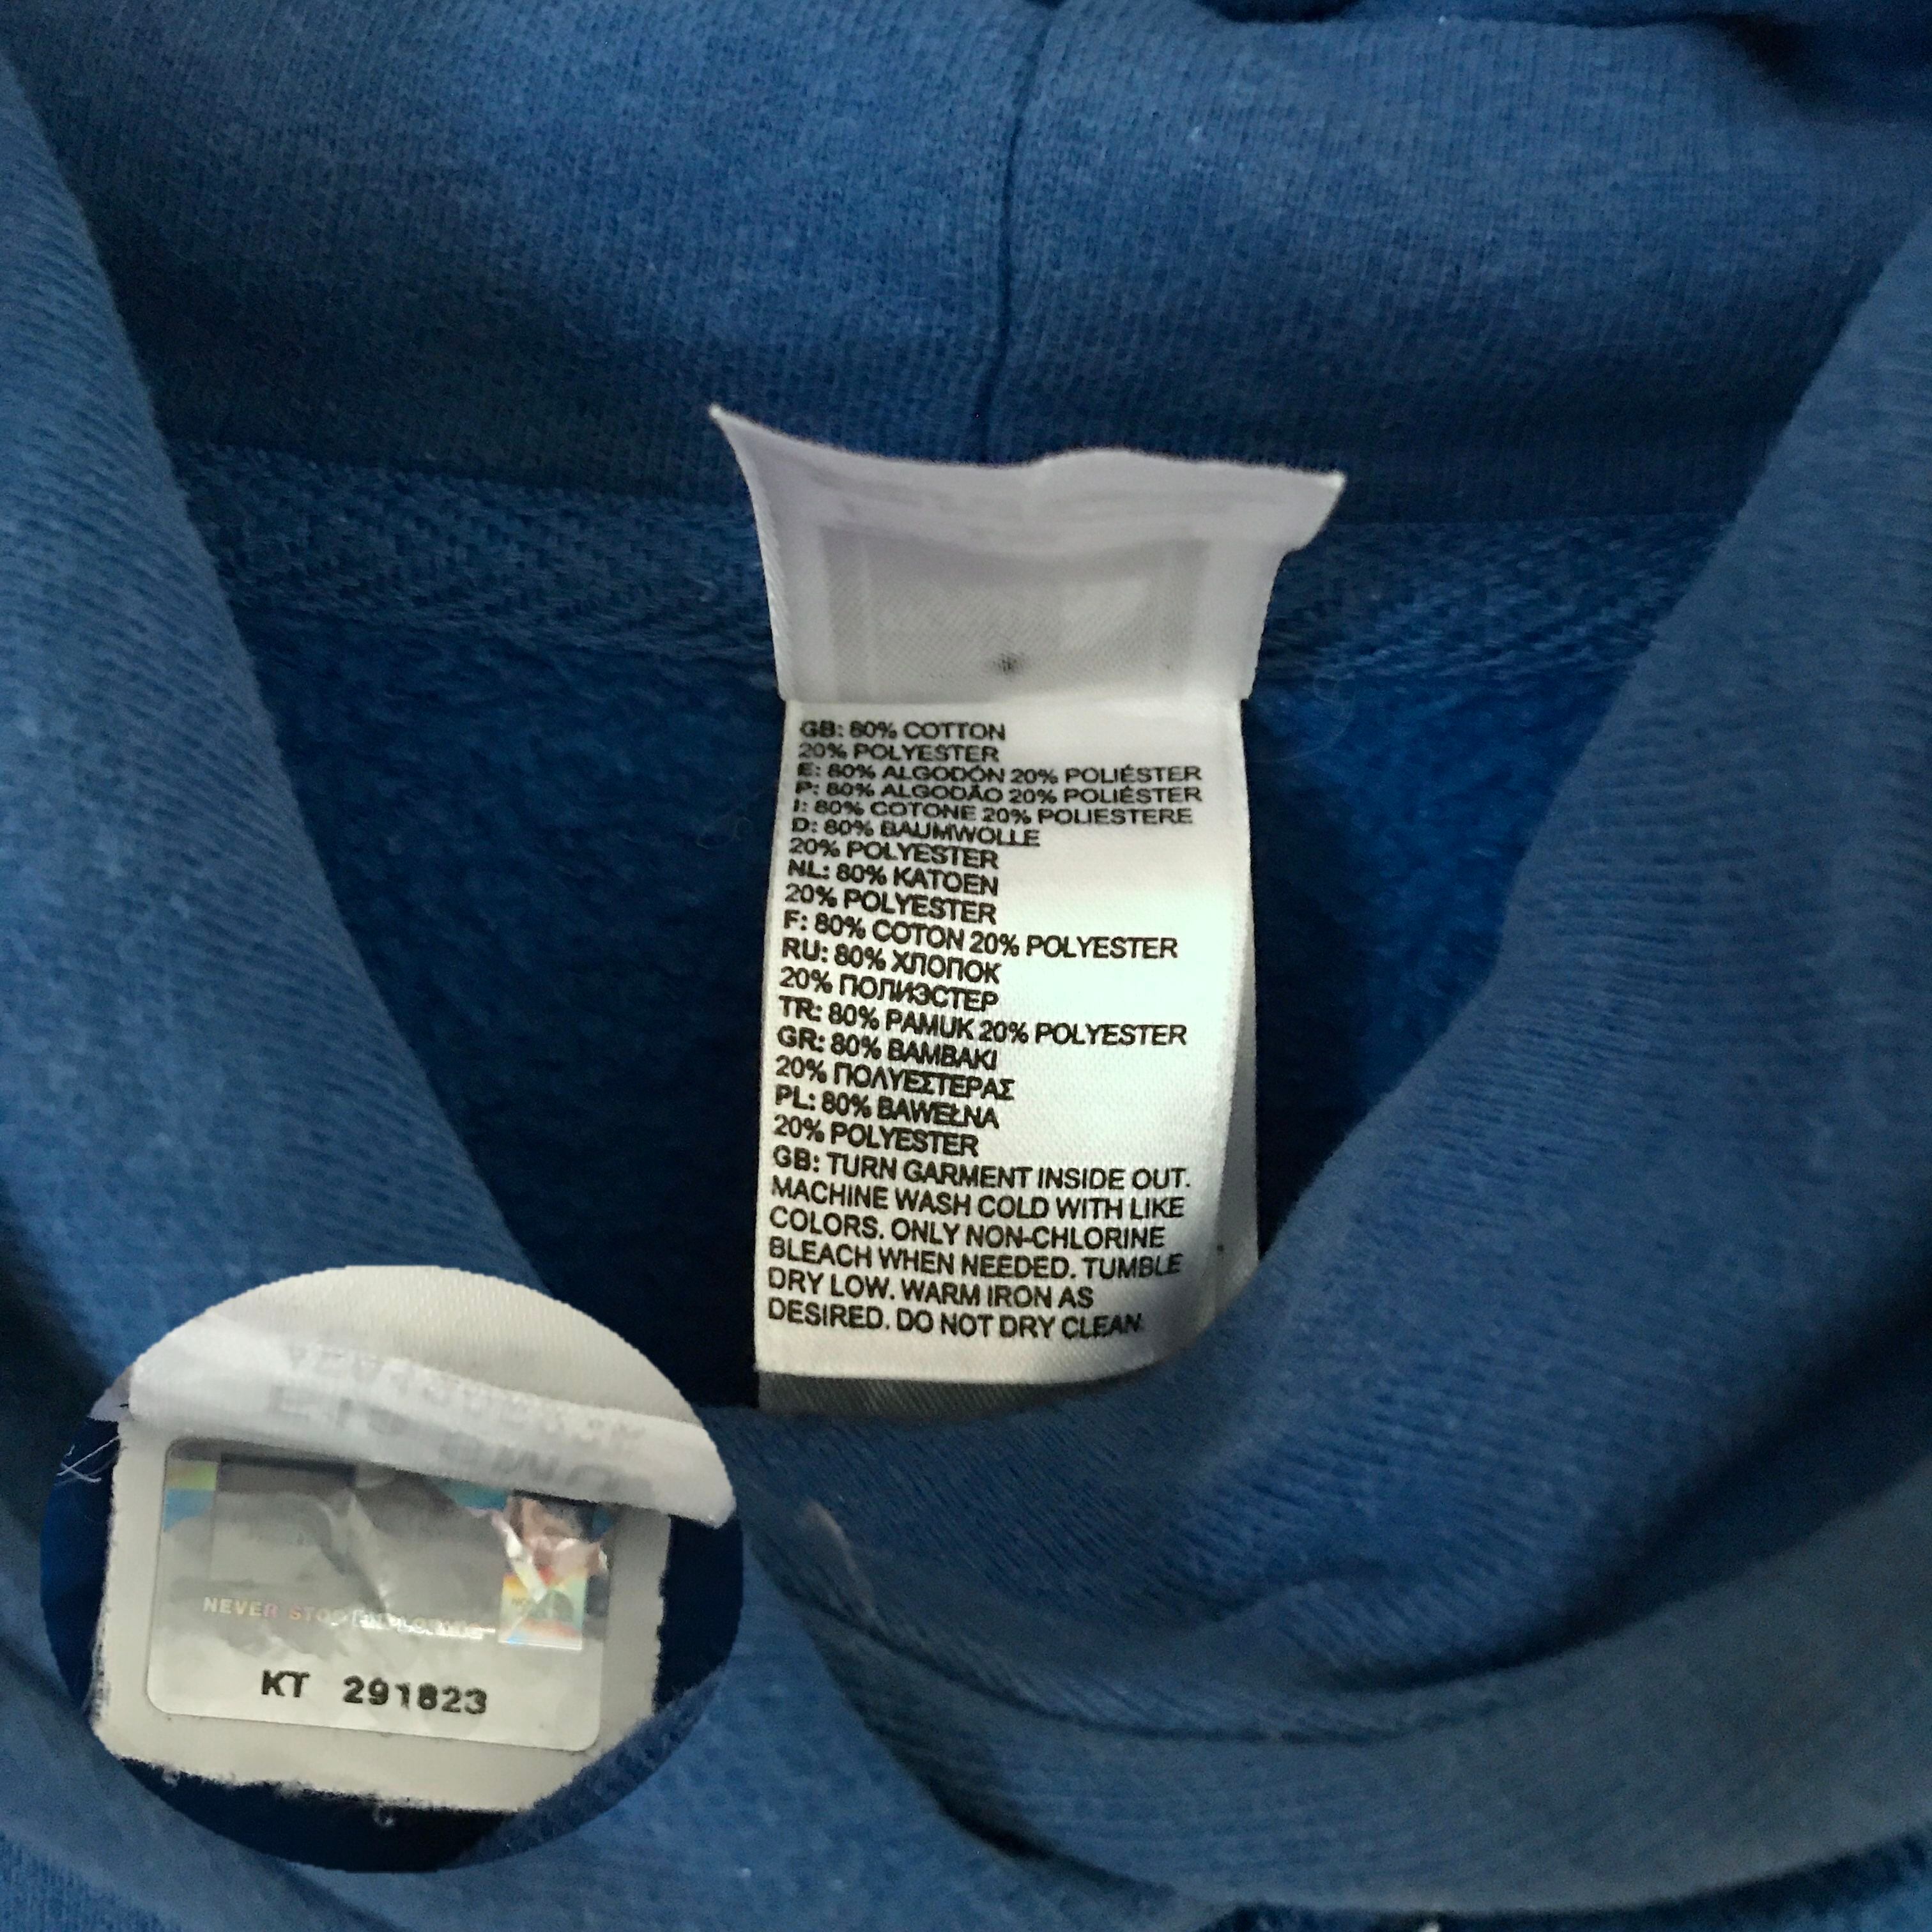 GB: 80% COTTON
20% POLYESTER
E: 80% ALGODÓN 20% POLIÉSTER
P: 80% ALGODÃO 20% POLIÉSTER
I: 80% COTONE 20% POLIESTERE
D: 80% BAUMWOLLE
20% POLYESTER
NL: 80% KATOEN
20% POLYESTER
F: 80% COTON 20% POLYESTER
RU: 80% ХЛОПОК
20% ПОЛИЭСТЕР
TR: 80% PAMUK 20% POLYESTER
GR: 80% ΒΑΜΒΑΚΙ
20% ΠΟΛΥΕΣΤΕΡΑΣ
PL: 80% BAWEŁNA
20% POLYESTER
GB: TURN GARMENT INSIDE OUT.
MACHINE WASH COLD WITH LIKE
COLORS. ONLY NON-CHLORINE
BLEACH WHEN NEEDED. TUMBLE
DRY LOW. WARM IRON AS
DESIRED. DO NOT DRY CLEAN
NEVER STOP
KT 291823